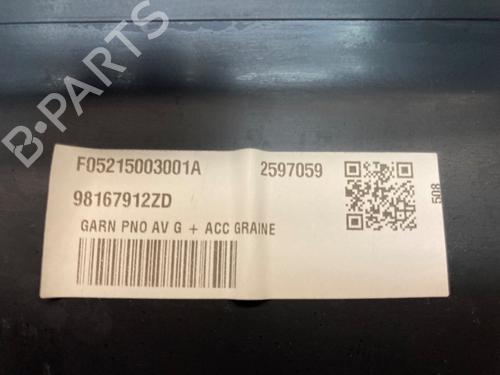 B-PARTS
F05215003001A 2597059
98167912ZD
GARN PNO AV G + ACC GRAINE
508